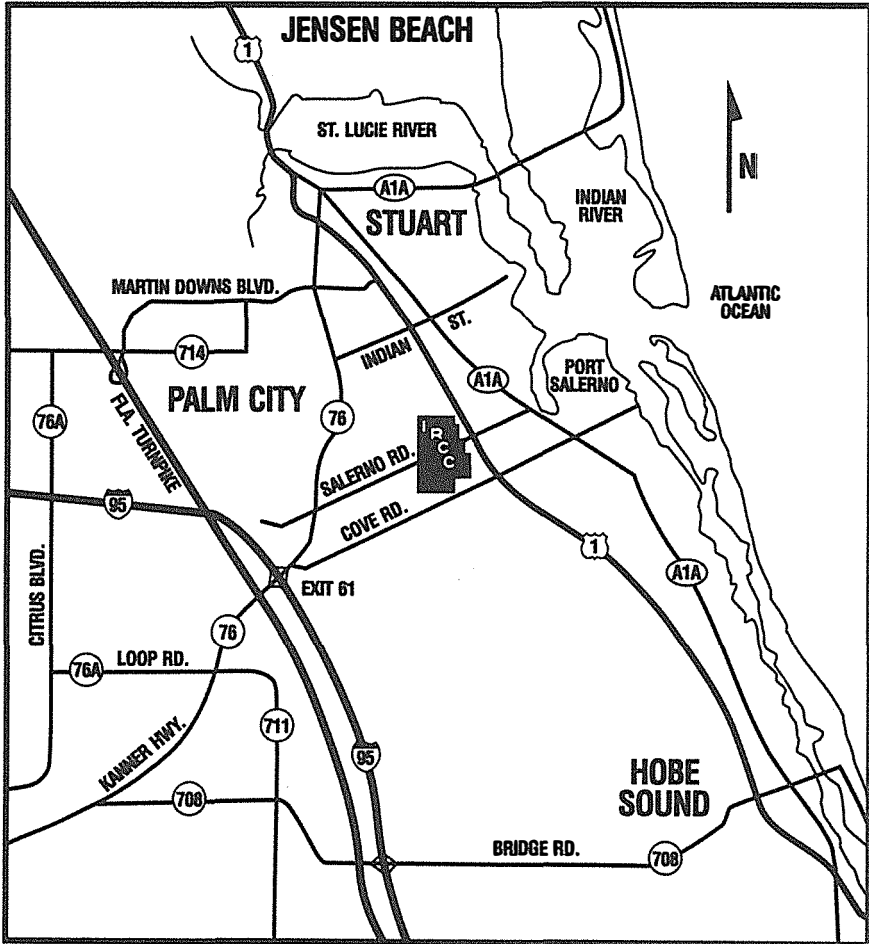 JENSEN BEACH
1
ST. LUCIE RIVER
N
A1A
INDIAN
RIVER
STUART
MARTIN DOWNS BLVD.
ATLANTIC
OCEAN
INDIAN ST.
714
PORT
SALERNO
A1A
PALM CITY
76
76A
FLA. TURNPIKE
IRCC
SALERNO RD.
95
COVE RD.
1
A1A
EXIT 61
CITRUS BLVD.
76
LOOP RD.
76A
711
KANNER HWY.
95
HOBE
SOUND
708
BRIDGE RD.
708